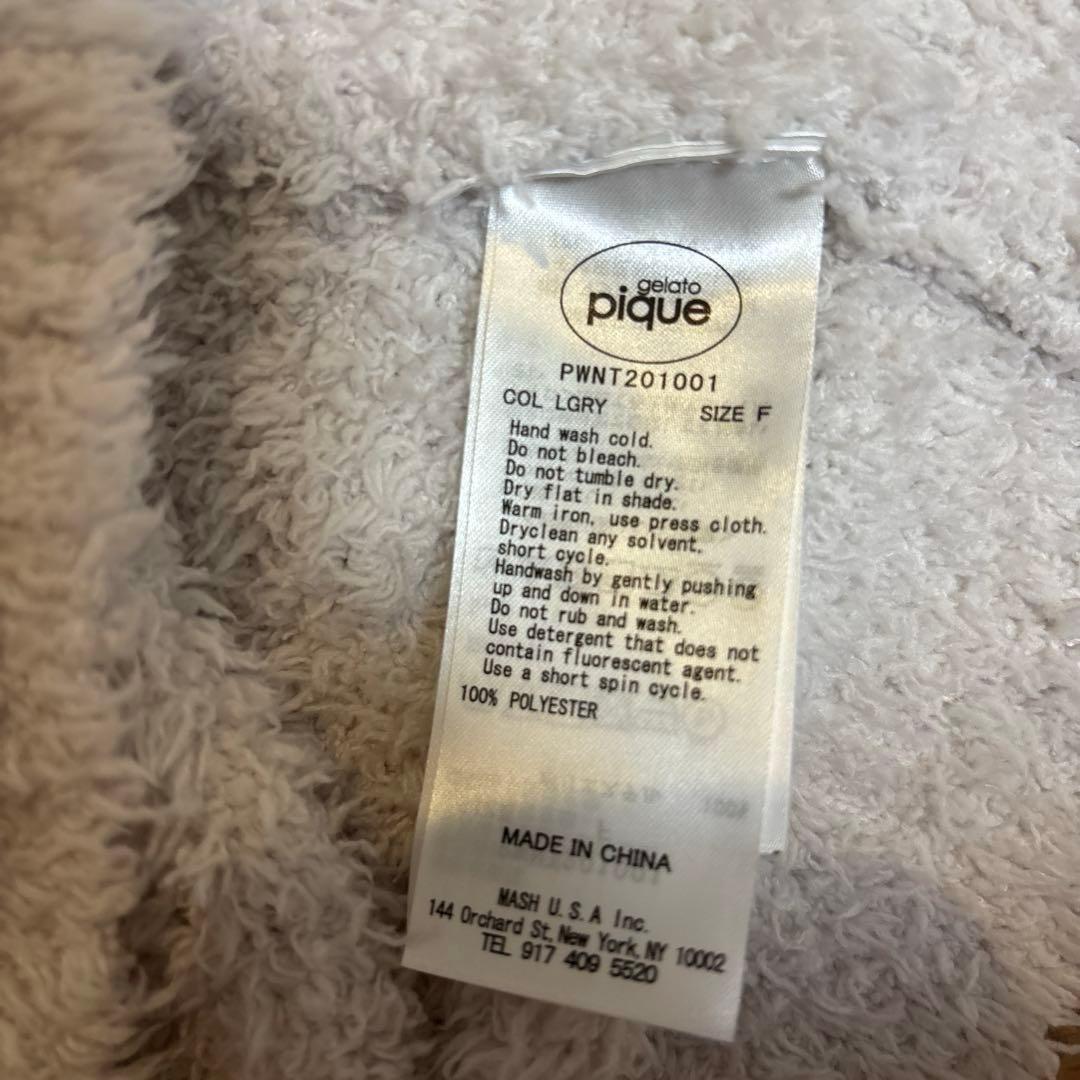 gelato
pique
PWNT201001
COL LGRY SIZE F
Hand wash cold.
Do not bleach.
Do not tumble dry.
Dry flat in shade.
Warm iron, use press cloth.
Dryclean any solvent,
short cycle.
Handwash by gently pushing
up and down in water.
Do not rub and wash.
Use detergent that does not
contain fluorescent agent.
Use a short spin cycle.
100% POLYESTER
MADE IN CHINA
MASH U.S.A Inc.
144 Orchard St, New York, NY 10002
TEL 917 409 5520